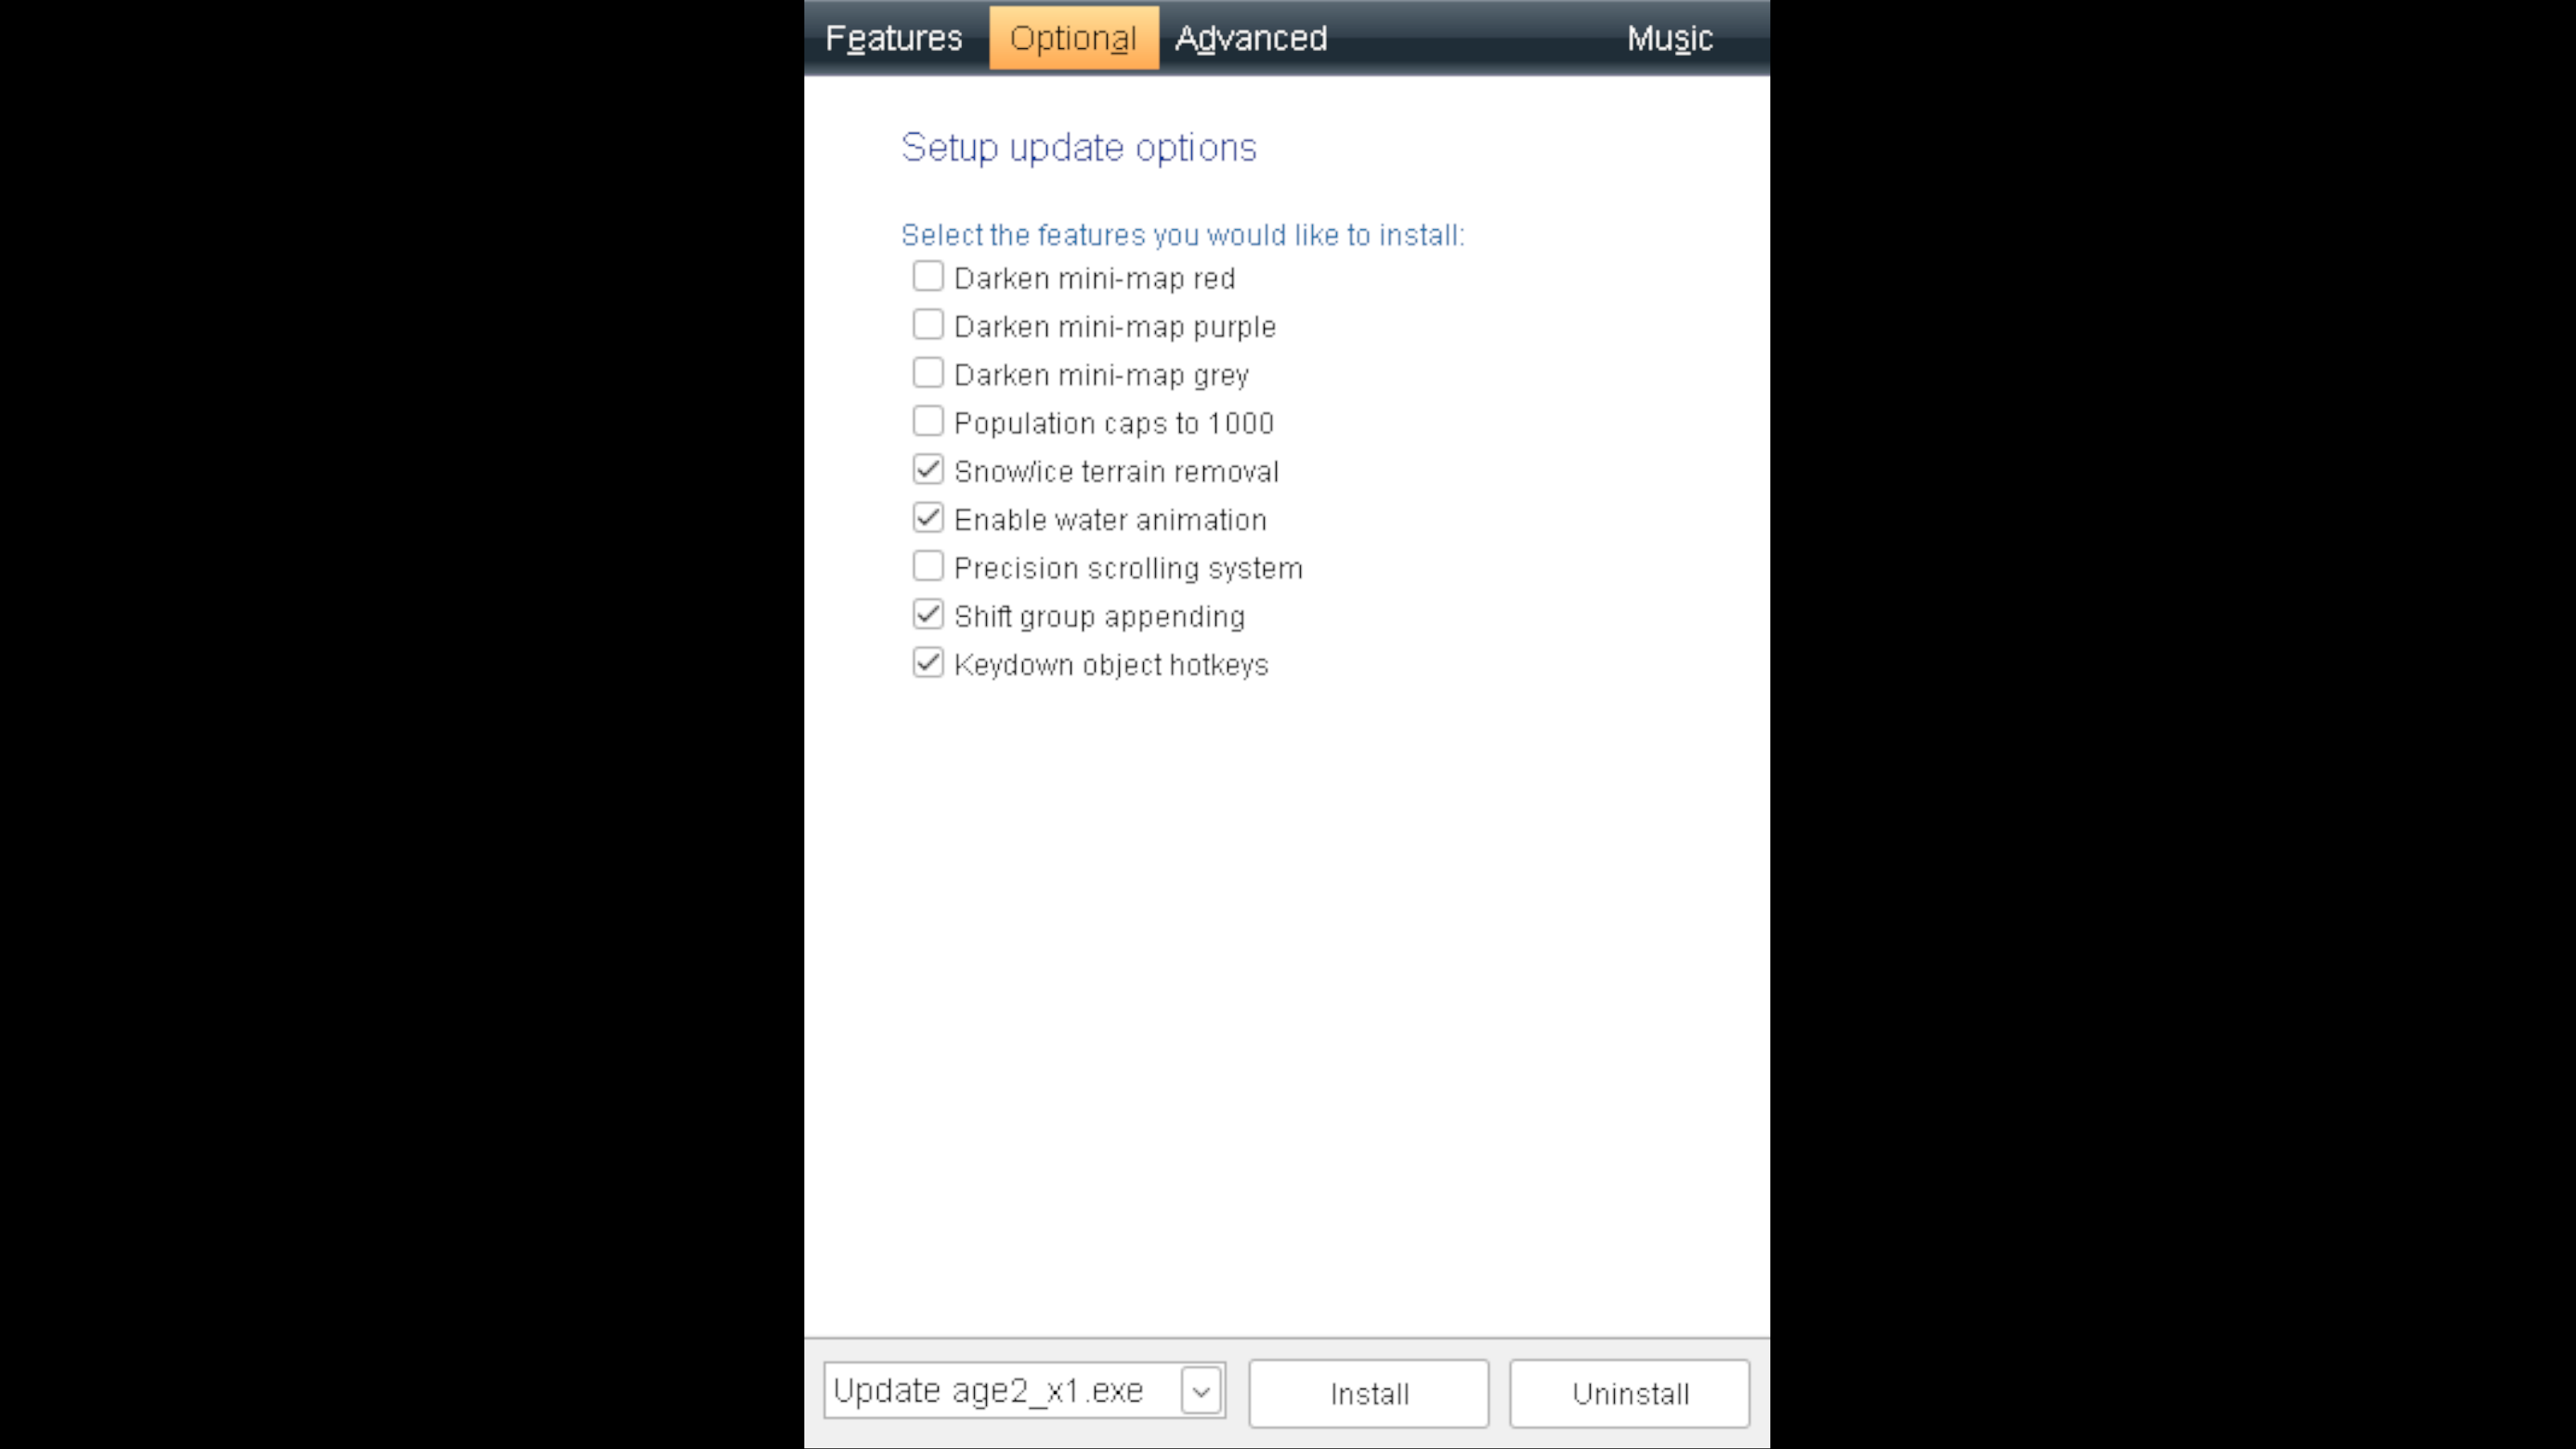 Features Optional Advanced Music
Setup update options
Select the features you would like to install:
Darken mini-map red
Darken mini-map purple
Darken mini-map grey
Population caps to 1000
Snow/ice terrain removal
Enable water animation
Precision scrolling system
Shift group appending
Keydown object hotkeys
Update age2_x1.exe Install Uninstall